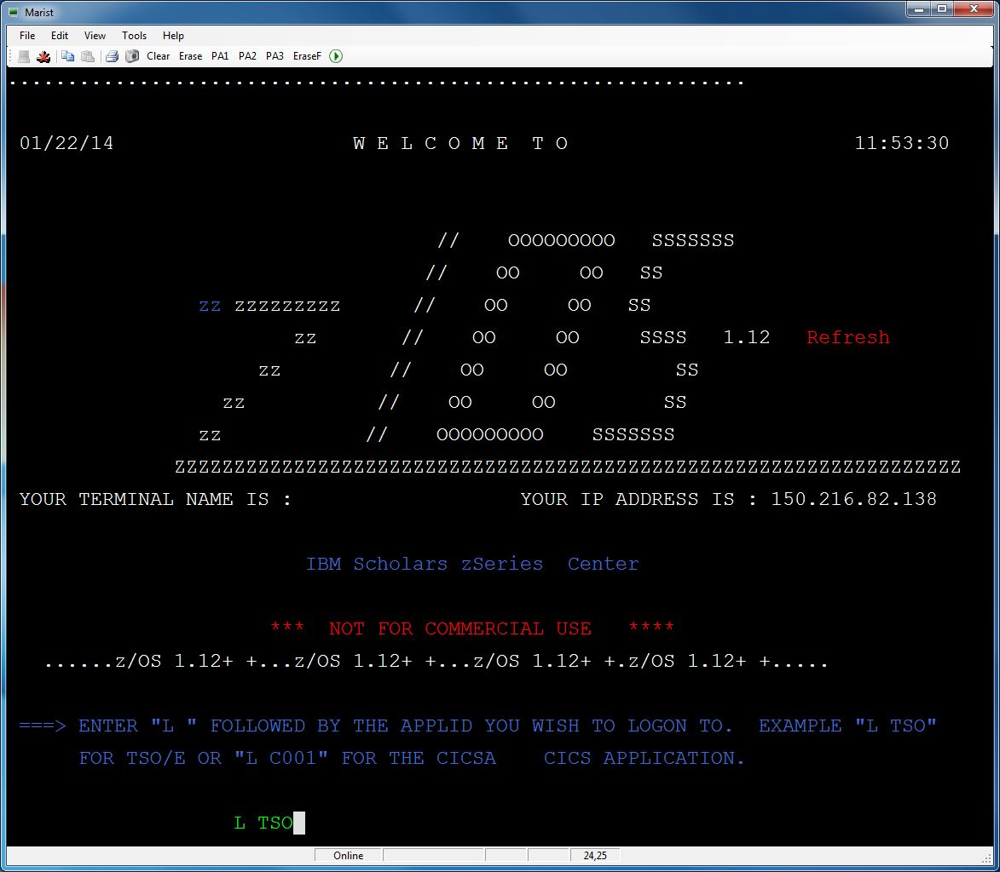 Marist
File Edit View Tools Help
Clear Erase PA1 PA2 PA3 EraseF
..............................................................
01/22/14 W E L C O M E T O 11:53:30
// OOOOOOOOO SSSSSSS
// OO OO SS
zz zzzzzzzzz // OO OO SS
zz // OO OO SSSS 1.12 Refresh
zz // OO OO SS
zz // OO OO SS
zz // OOOOOOOOO SSSSSSS
ZZZZZZZZZZZZZZZZZZZZZZZZZZZZZZZZZZZZZZZZZZZZZZZZZZZZZZZZZZZZZZZZZZ
YOUR TERMINAL NAME IS : YOUR IP ADDRESS IS : 150.216.82.138
IBM Scholars zSeries Center
*** NOT FOR COMMERCIAL USE ****
......z/OS 1.12+ +...z/OS 1.12+ +...z/OS 1.12+ +.z/OS 1.12+ +.....
===> ENTER "L " FOLLOWED BY THE APPLID YOU WISH TO LOGON TO. EXAMPLE "L TSO"
FOR TSO/E OR "L C001" FOR THE CICSA CICS APPLICATION.
L TSO
Online 24,25